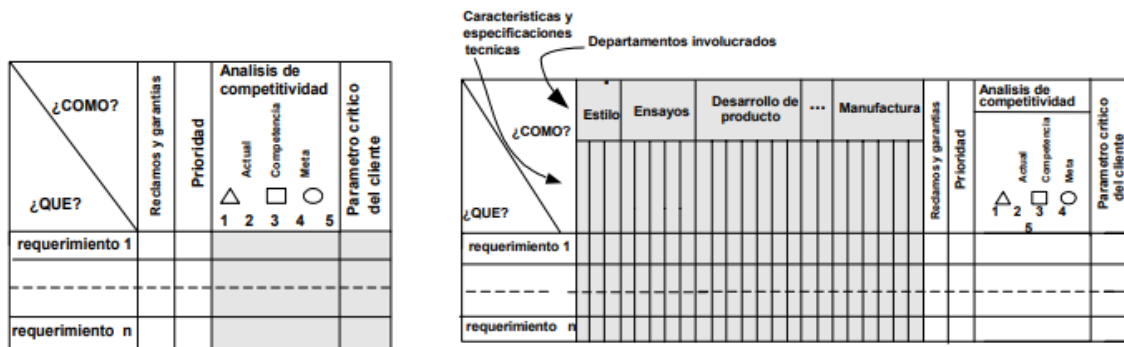 ¿COMO?
¿QUE?
Reclamos y garantias
Prioridad
Analisis de
competitividad
Actual
Competencia
Meta
1 2 3 4 5
Parametro critico
del cliente
requerimiento 1
requerimiento n
Caracteristicas y
especificaciones
tecnicas
Departamentos involucrados
¿COMO?
¿QUE?
Estilo
Ensayos
Desarrollo de
producto
...
Manufactura
Reclamos y garantias
Prioridad
Analisis de
competitividad
Actual
Competencia
Meta
1 2 3 4
5
Parametro critico
del cliente
requerimiento 1
requerimiento n